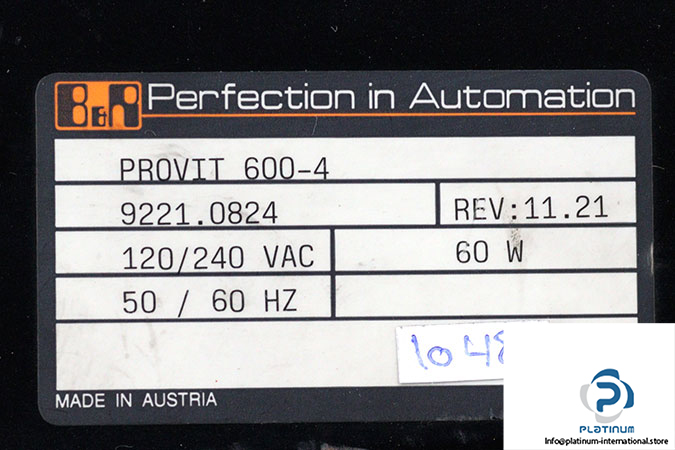 B&R Perfection in Automation
PROVIT 600-4
9221.0824 REV:11.21
120/240 VAC 60 W
50 / 60 HZ
MADE IN AUSTRIA
PLATINUM
Info@platinum-international.store